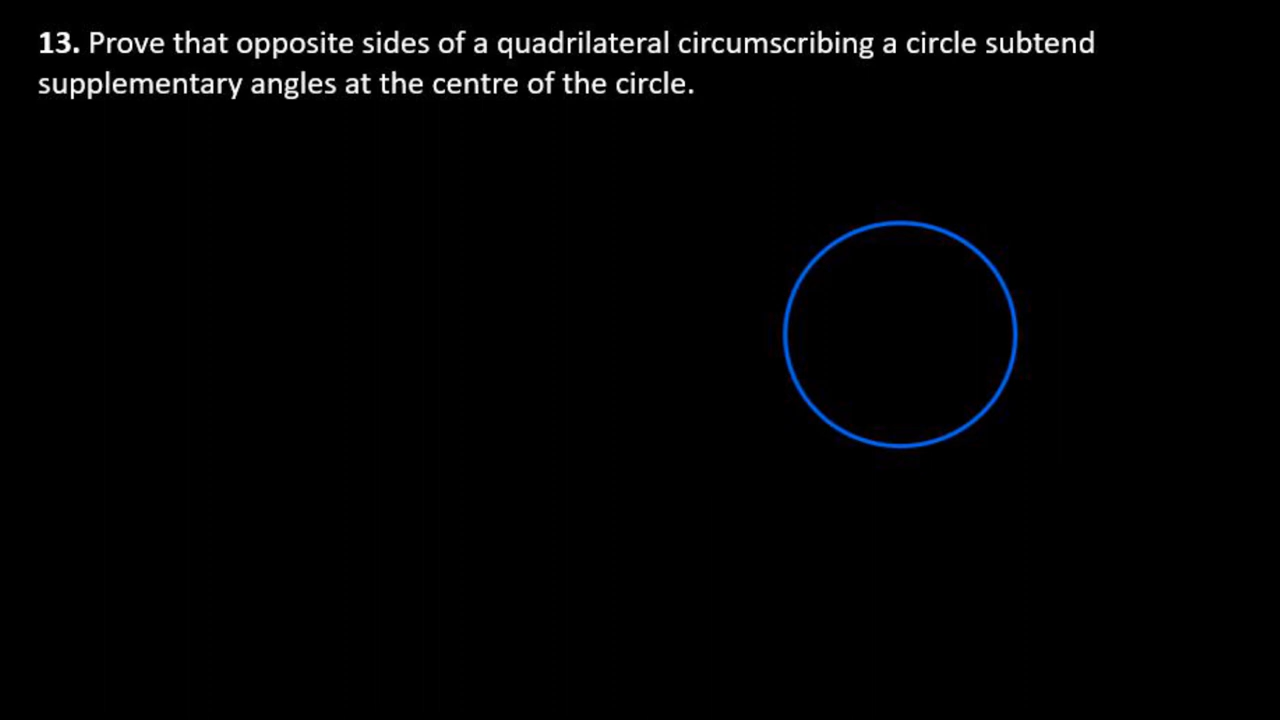 13. Prove that opposite sides of a quadrilateral circumscribing a circle subtend
supplementary angles at the centre of the circle.